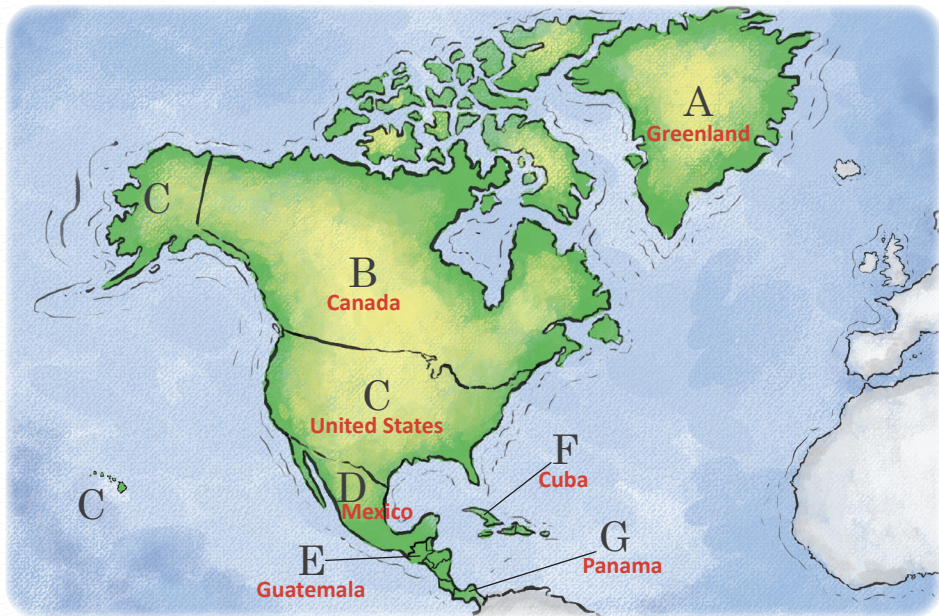 A
Greenland
C
B
Canada
C
United States
F
Cuba
D
Mexico
C
G
Panama
E
Guatemala